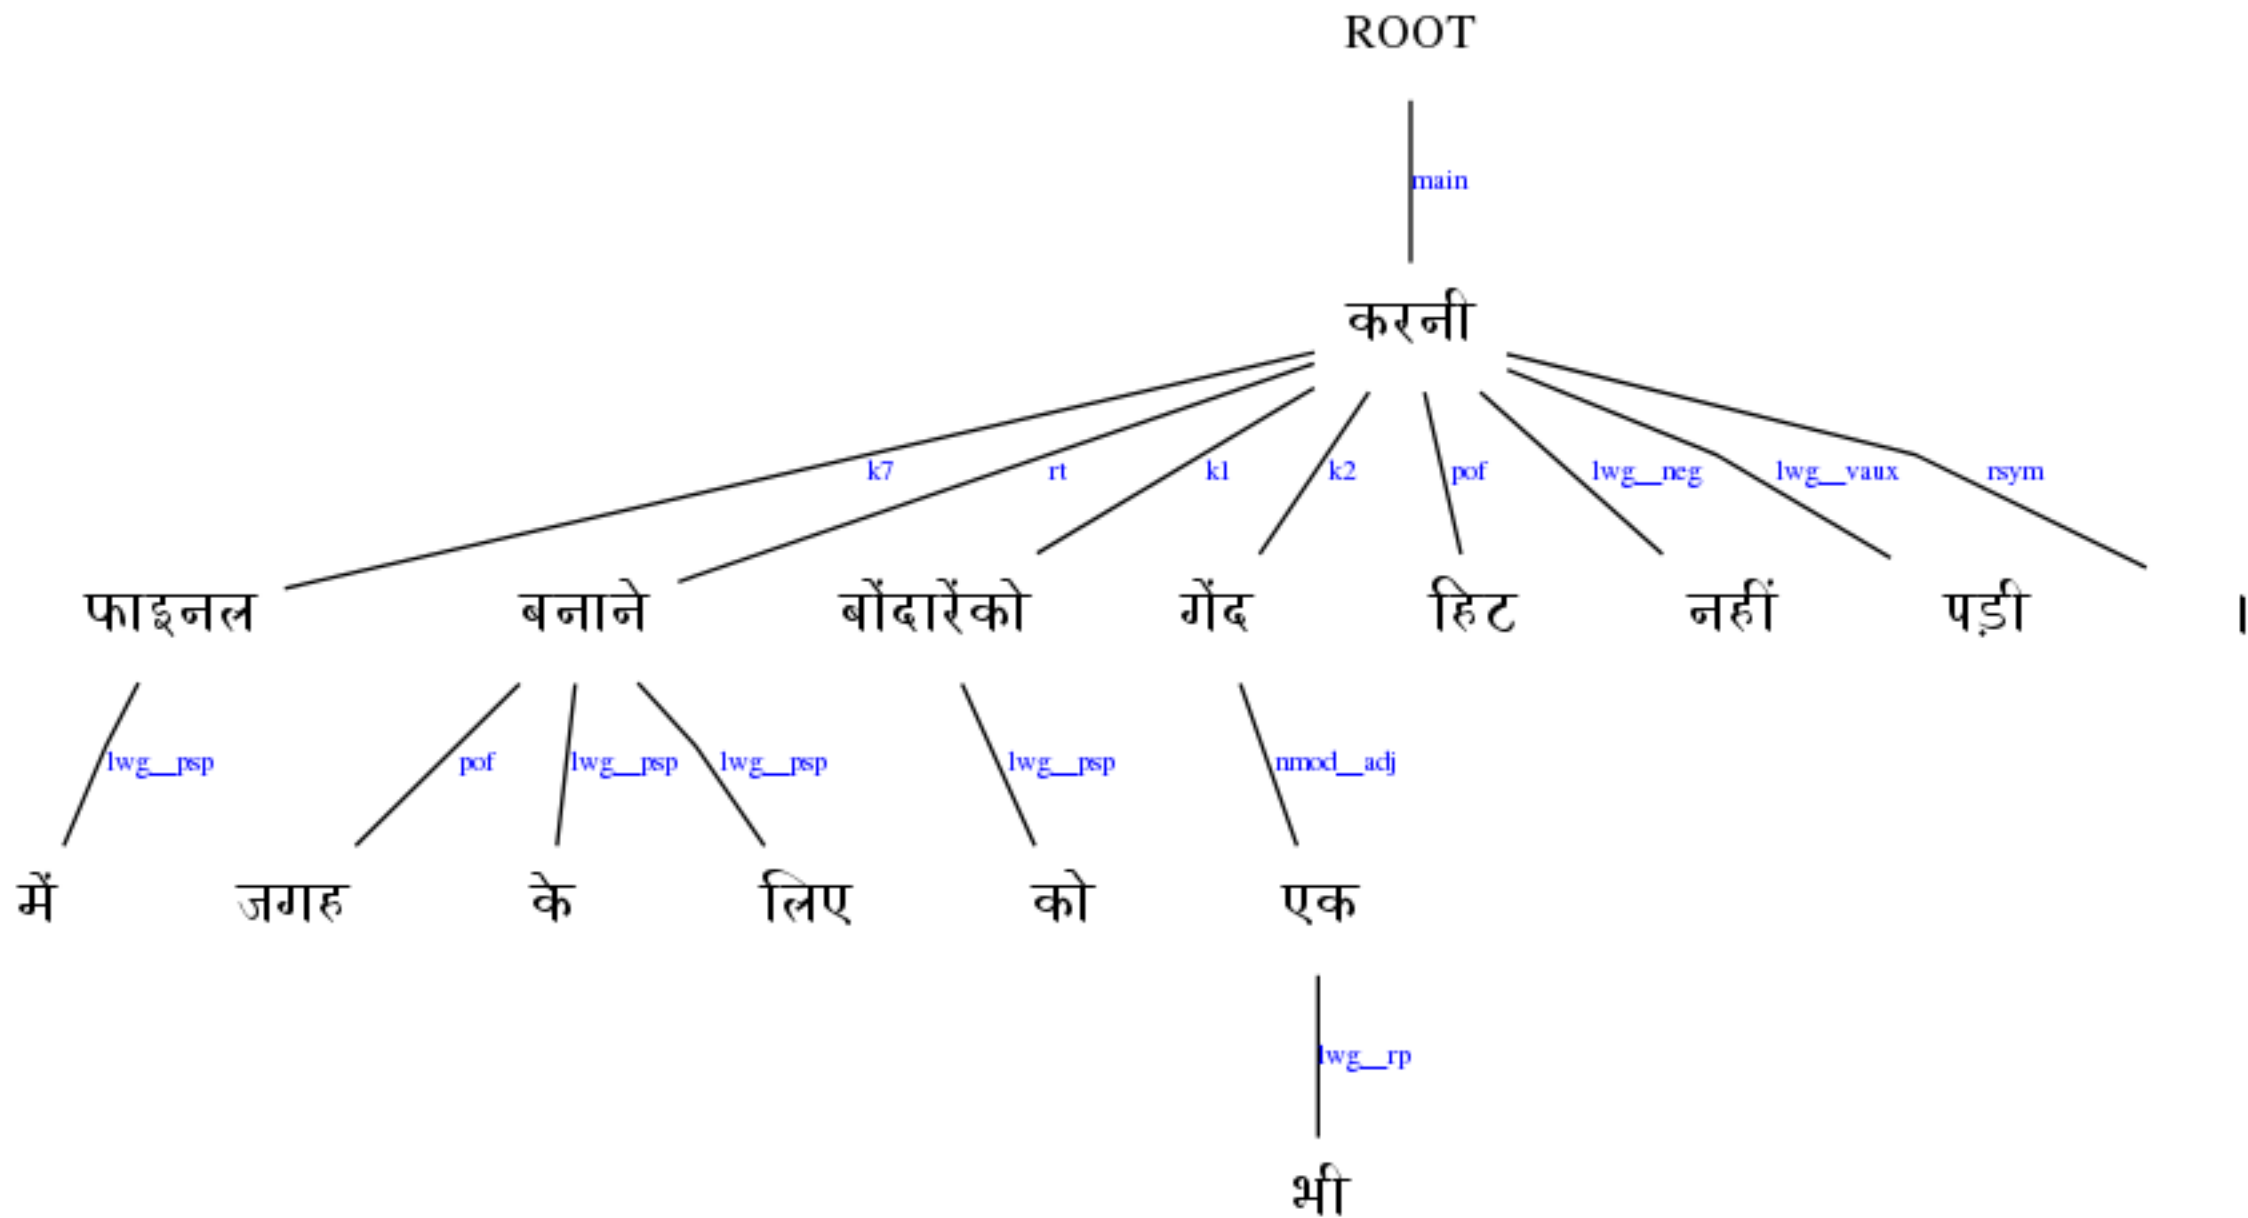 ROOT
main
करनी
k7 rt k1 k2 pof lwg__neg lwg__vaux rsym
फाइनल बनाने बोंदारेंको गेंद हिट नहीं पड़ी ।
lwg__psp pof lwg__psp lwg__psp lwg__psp nmod__adj
में जगह के लिए को एक
lwg__rp
भी